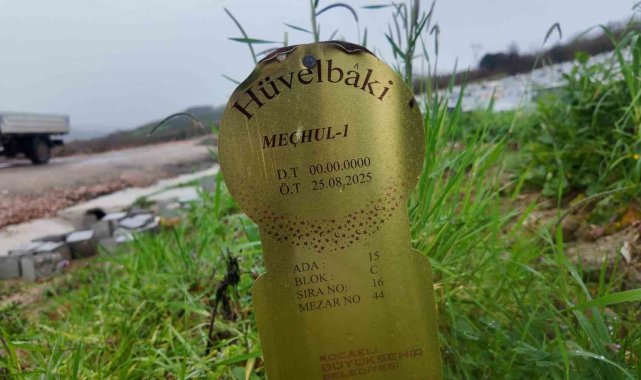 Hüvelbâki
MEÇHUL-1
D.T 00.00.0000
Ö.T 25.08.2025
ADA : 15
BLOK : C
SIRA NO: 16
MEZAR NO 44
KOCAELİ
BÜYÜKŞEHİR
BELEDİYESİ